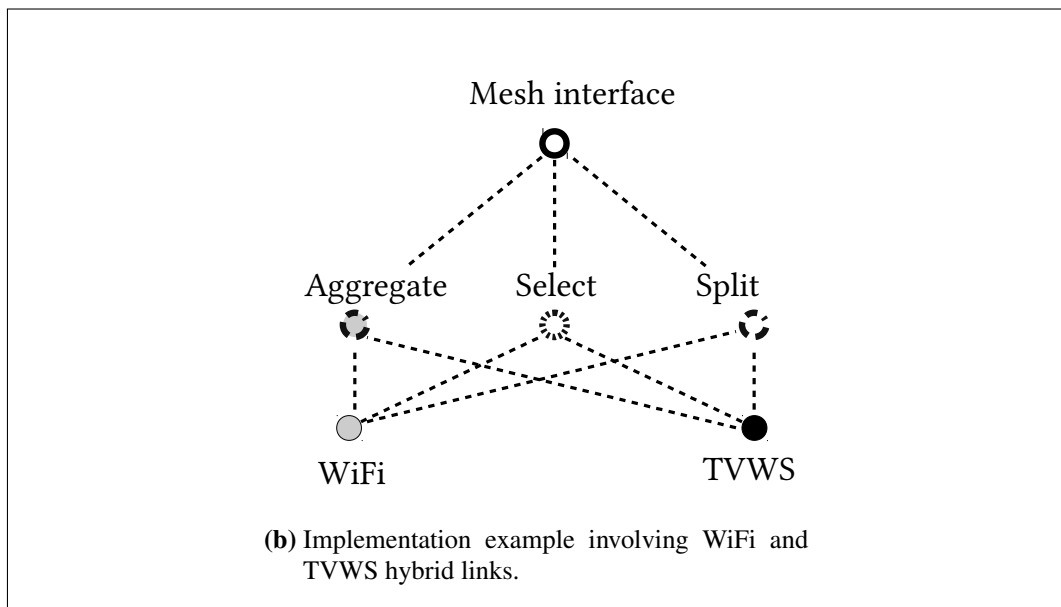 Mesh interface
Aggregate Select Split
WiFi TVWS
(b) Implementation example involving WiFi and
TVWS hybrid links.